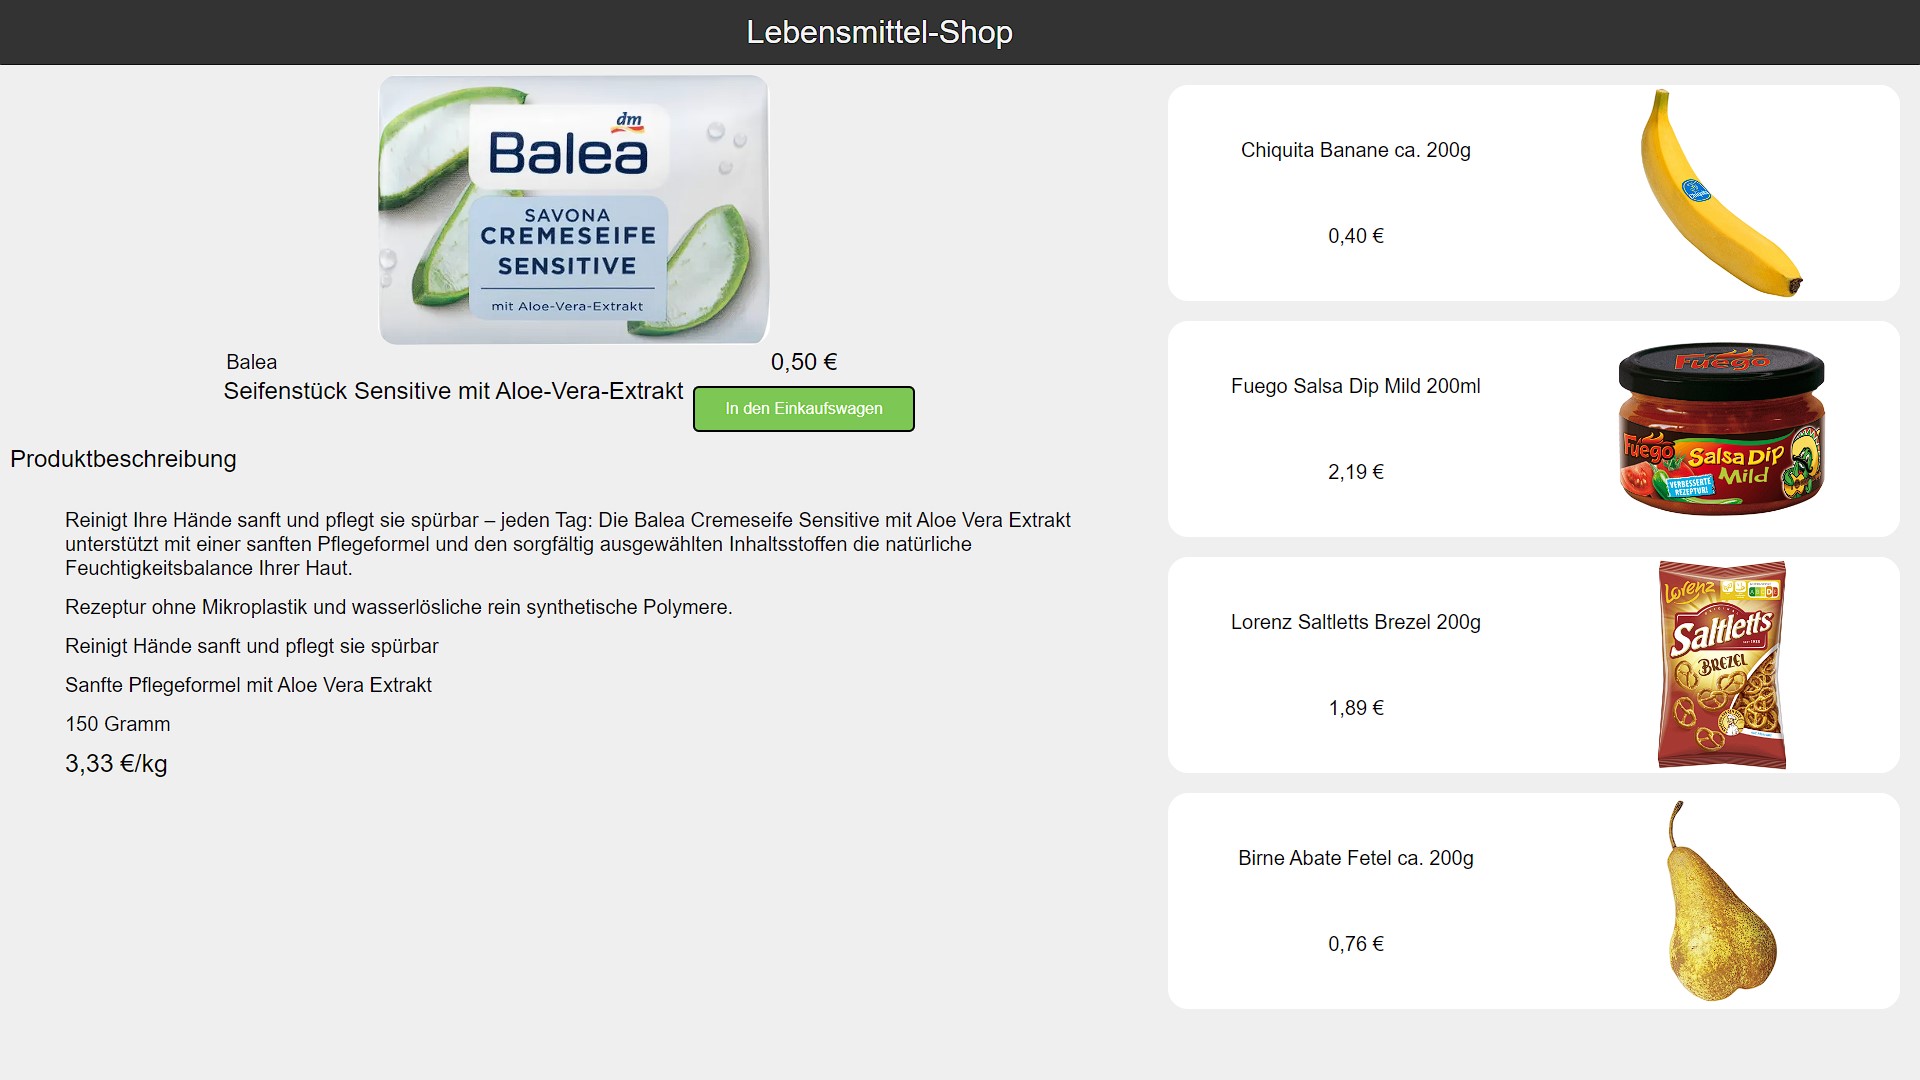 Lebensmittel-Shop
dm
Balea
SAVONA
CREMESEIFE
SENSITIVE
mit Aloe-Vera-Extrakt
Balea
0,50 €
Seifenstück Sensitive mit Aloe-Vera-Extrakt
In den Einkaufswagen
Produktbeschreibung
Reinigt Ihre Hände sanft und pflegt sie spürbar – jeden Tag: Die Balea Cremeseife Sensitive mit Aloe Vera Extrakt
unterstützt mit einer sanften Pflegeformel und den sorgfältig ausgewählten Inhaltsstoffen die natürliche
Feuchtigkeitsbalance Ihrer Haut.
Rezeptur ohne Mikroplastik und wasserlösliche rein synthetische Polymere.
Reinigt Hände sanft und pflegt sie spürbar
Sanfte Pflegeformel mit Aloe Vera Extrakt
150 Gramm
3,33 €/kg
Chiquita Banane ca. 200g
0,40 €
Chiquita
Fuego Salsa Dip Mild 200ml
2,19 €
Fuego
Fuego
Salsa Dip
Mild
VERBESSERTE
REZEPTUR!
Lorenz Saltletts Brezel 200g
1,89 €
Lorenz
Saltletts
BREZEL
Birne Abate Fetel ca. 200g
0,76 €